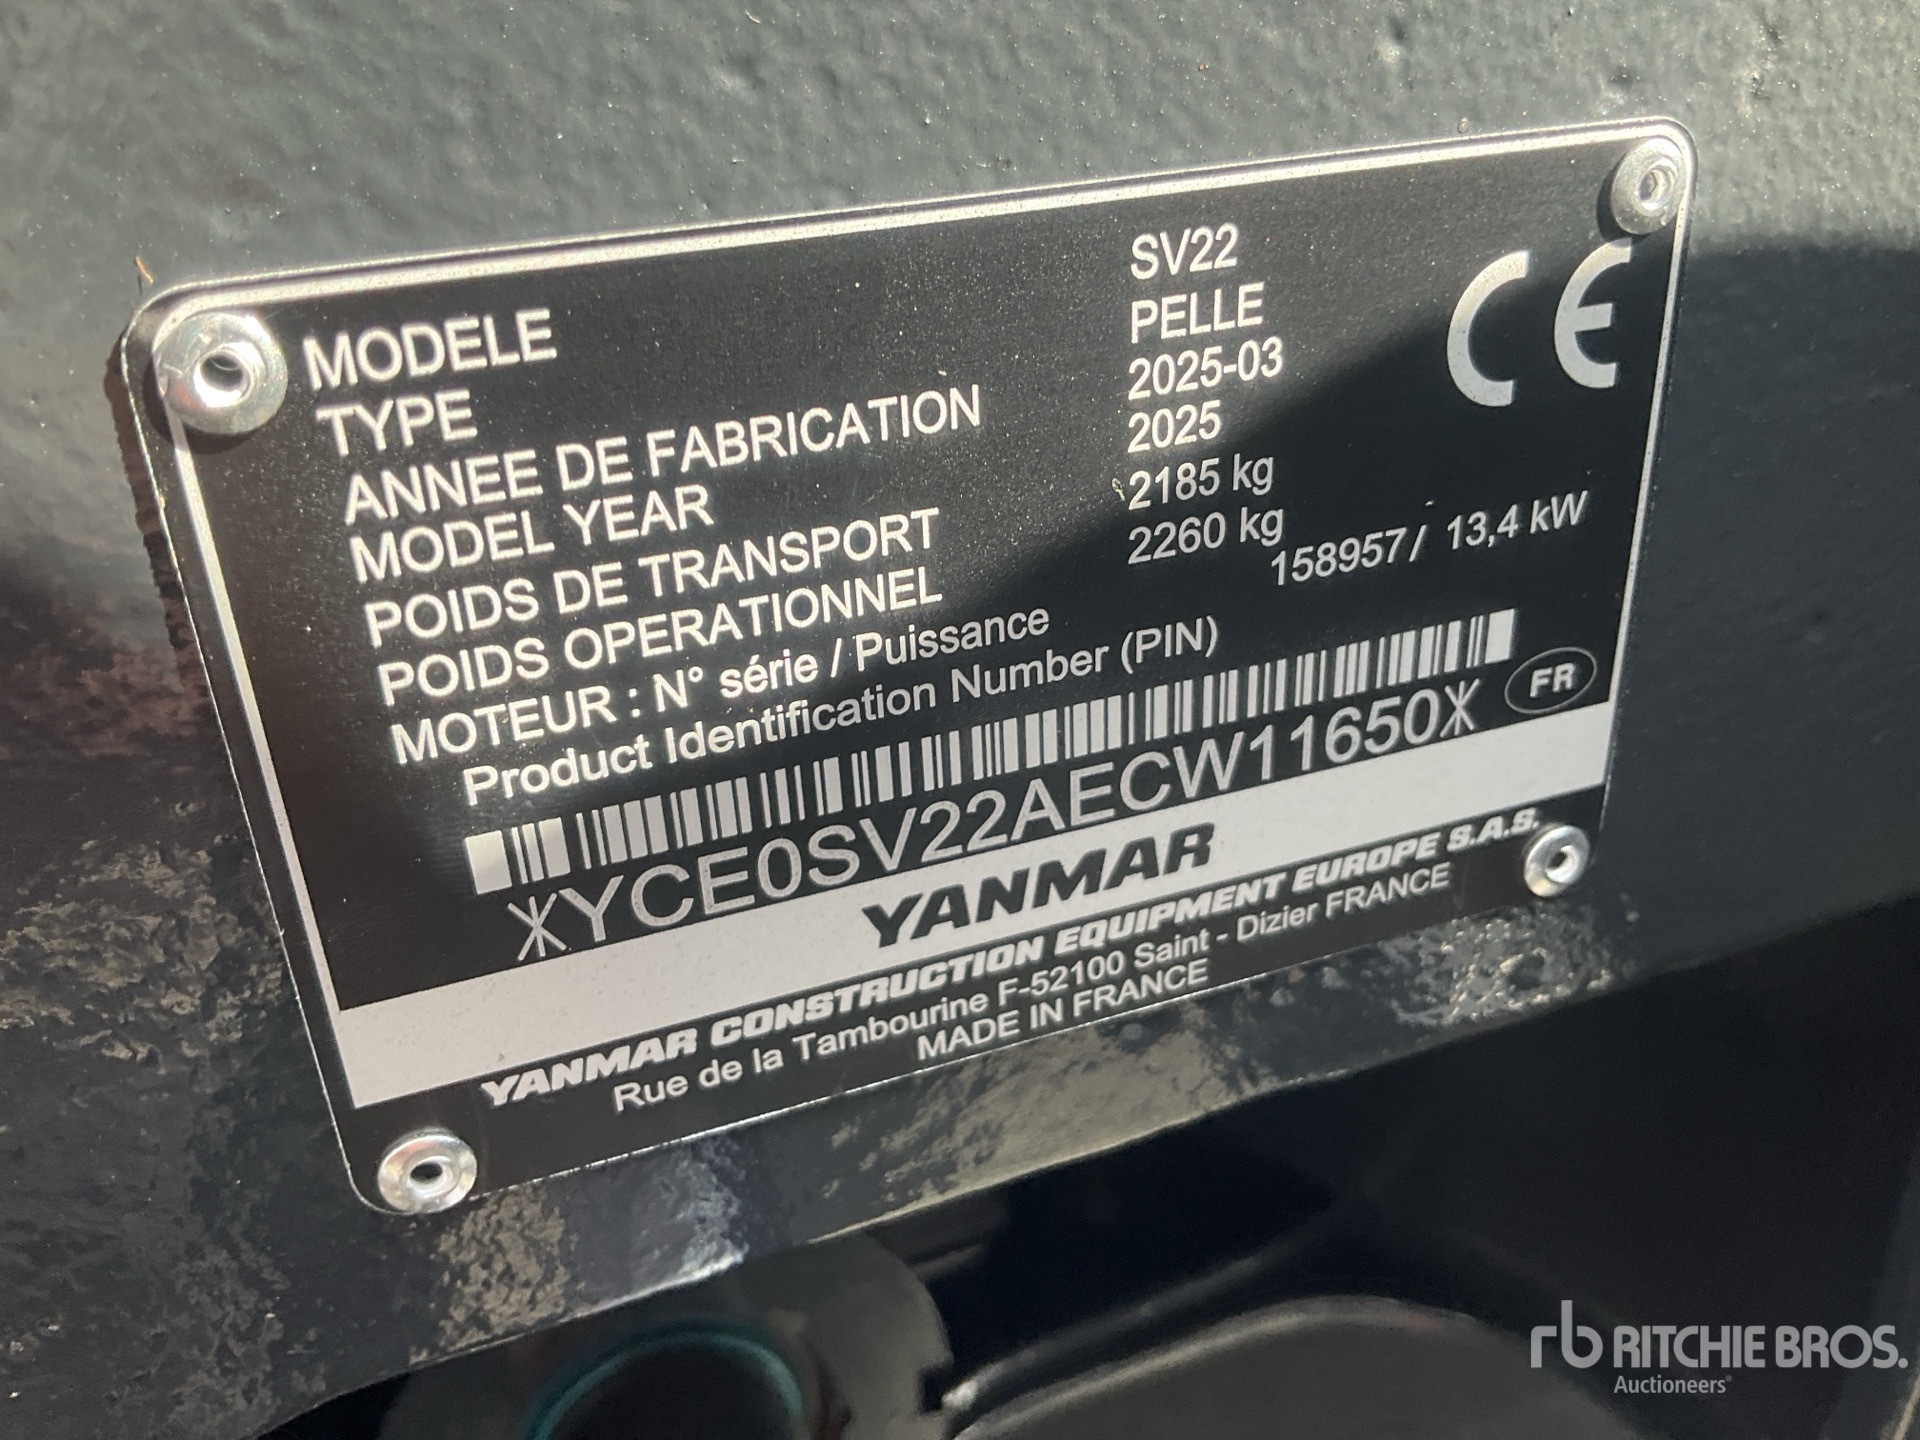 MODELE SV22
TYPE PELLE
ANNEE DE FABRICATION 2025-03
MODEL YEAR 2025
POIDS DE TRANSPORT 2185 kg
POIDS OPERATIONNEL 2260 kg
MOTEUR : N° série / Puissance 158957 / 13,4 kW
Product Identification Number (PIN)
*YCE0SV22AECW11650*
FR
CE
YANMAR
YANMAR CONSTRUCTION EQUIPMENT EUROPE S.A.S.
Rue de la Tambourine F-52100 Saint - Dizier FRANCE
MADE IN FRANCE
rb RITCHIE BROS.
Auctioneers